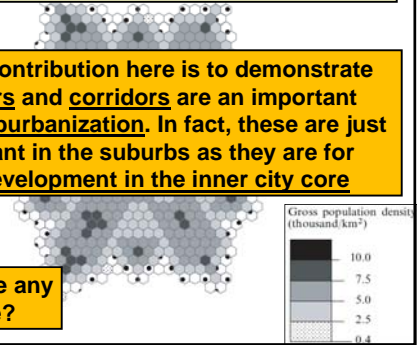 ontribution here is to demonstrate
rs and corridors are an important
burbanization. In fact, these are just
ant in the suburbs as they are for
evelopment in the inner city core
Gross population density
(thousand/km²)
10.0
7.5
5.0
2.5
0.4
e any
e?